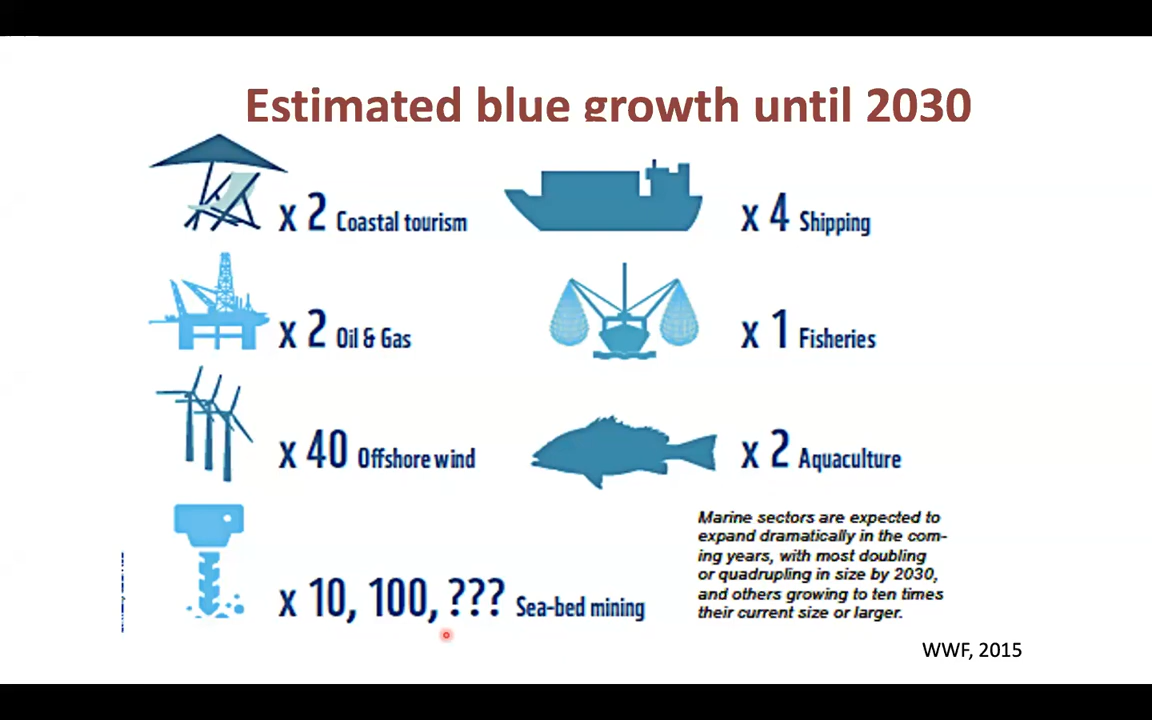 Estimated blue growth until 2030
x 2 Coastal tourism
x 4 Shipping
x 2 Oil & Gas
x 1 Fisheries
x 40 Offshore wind
x 2 Aquaculture
x 10, 100, ??? Sea-bed mining
Marine sectors are expected to
expand dramatically in the com-
ing years, with most doubling
or quadrupling in size by 2030,
and others growing to ten times
their current size or larger.
WWF, 2015